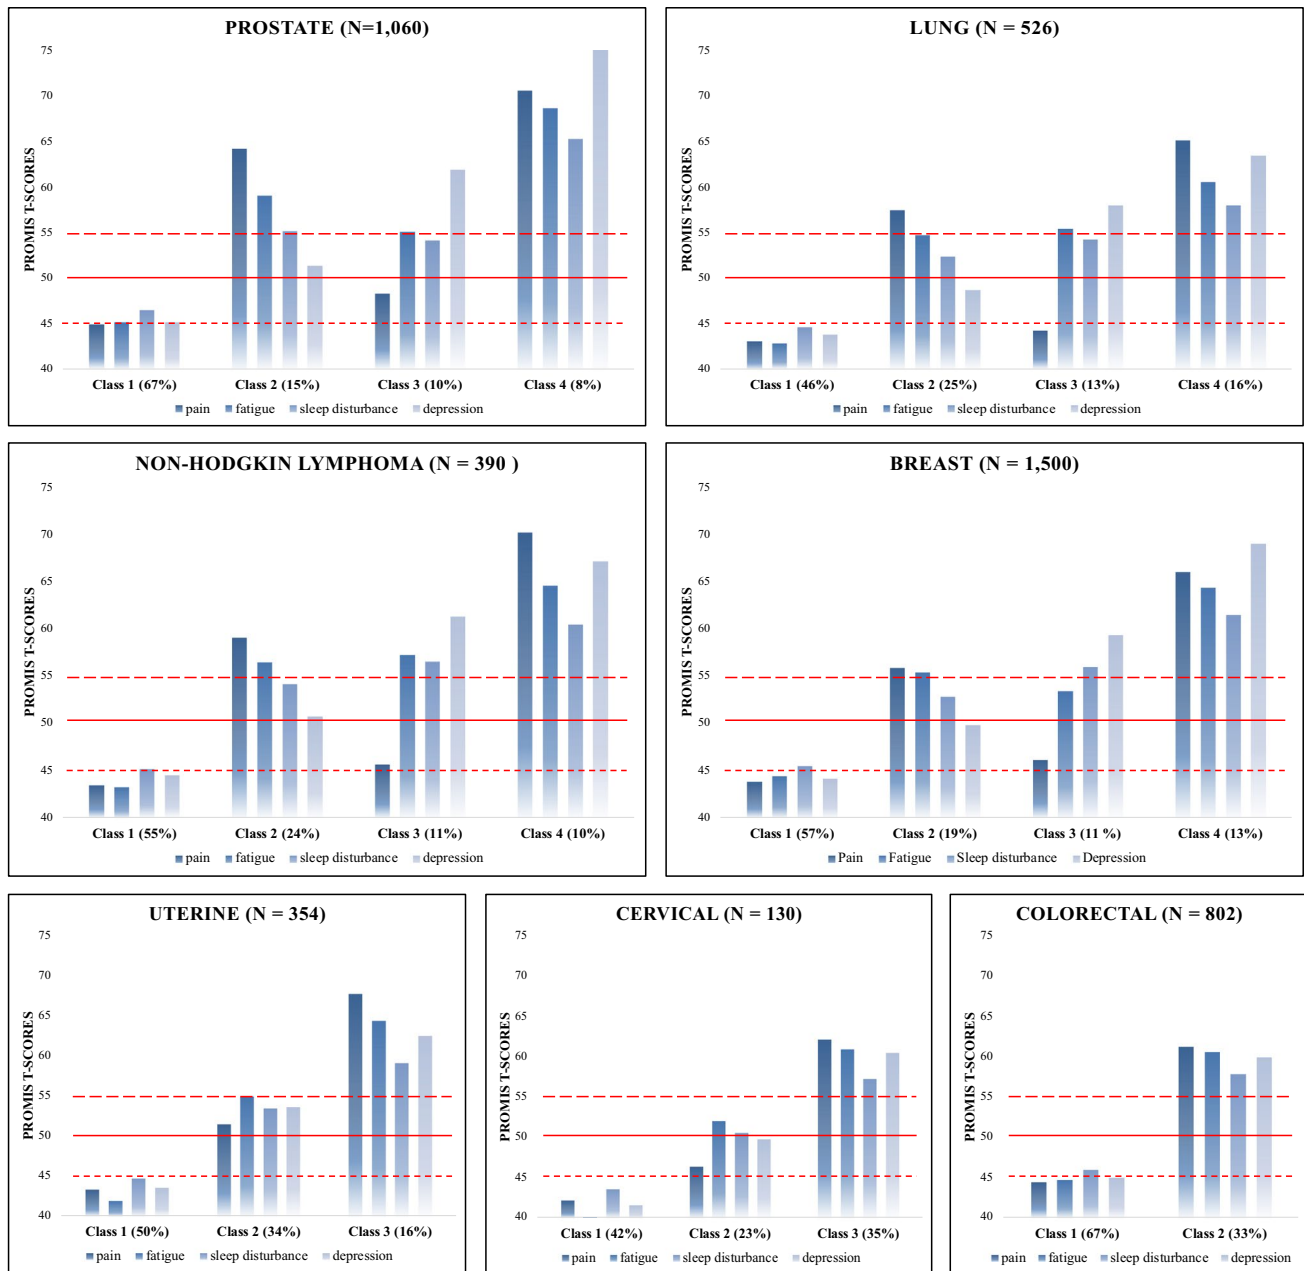 PROSTATE (N=1,060)
PROMIS T-SCORES
75
70
65
60
55
50
45
40
Class 1 (67%) Class 2 (15%) Class 3 (10%) Class 4 (8%)
pain fatigue sleep disturbance depression
LUNG (N = 526)
PROMIS T-SCORES
75
70
65
60
55
50
45
40
Class 1 (46%) Class 2 (25%) Class 3 (13%) Class 4 (16%)
pain fatigue sleep disturbance depression
NON-HODGKIN LYMPHOMA (N = 390 )
PROMIS T-SCORES
75
70
65
60
55
50
45
40
Class 1 (55%) Class 2 (24%) Class 3 (11%) Class 4 (10%)
pain fatigue sleep disturbance depression
BREAST (N = 1,500)
PROMIS T-SCORES
75
70
65
60
55
50
45
40
Class 1 (57%) Class 2 (19%) Class 3 (11 %) Class 4 (13%)
Pain Fatigue Sleep disturbance Depression
UTERINE (N = 354)
PROMIS T-SCORES
75
70
65
60
55
50
45
40
Class 1 (50%) Class 2 (34%) Class 3 (16%)
pain fatigue sleep disturbance depression
CERVICAL (N = 130)
PROMIS T-SCORES
75
70
65
60
55
50
45
40
Class 1 (42%) Class 2 (23%) Class 3 (35%)
pain fatigue sleep disturbance depression
COLORECTAL (N = 802)
PROMIS T-SCORES
75
70
65
60
55
50
45
40
Class 1 (67%) Class 2 (33%)
pain fatigue sleep disturbance depression